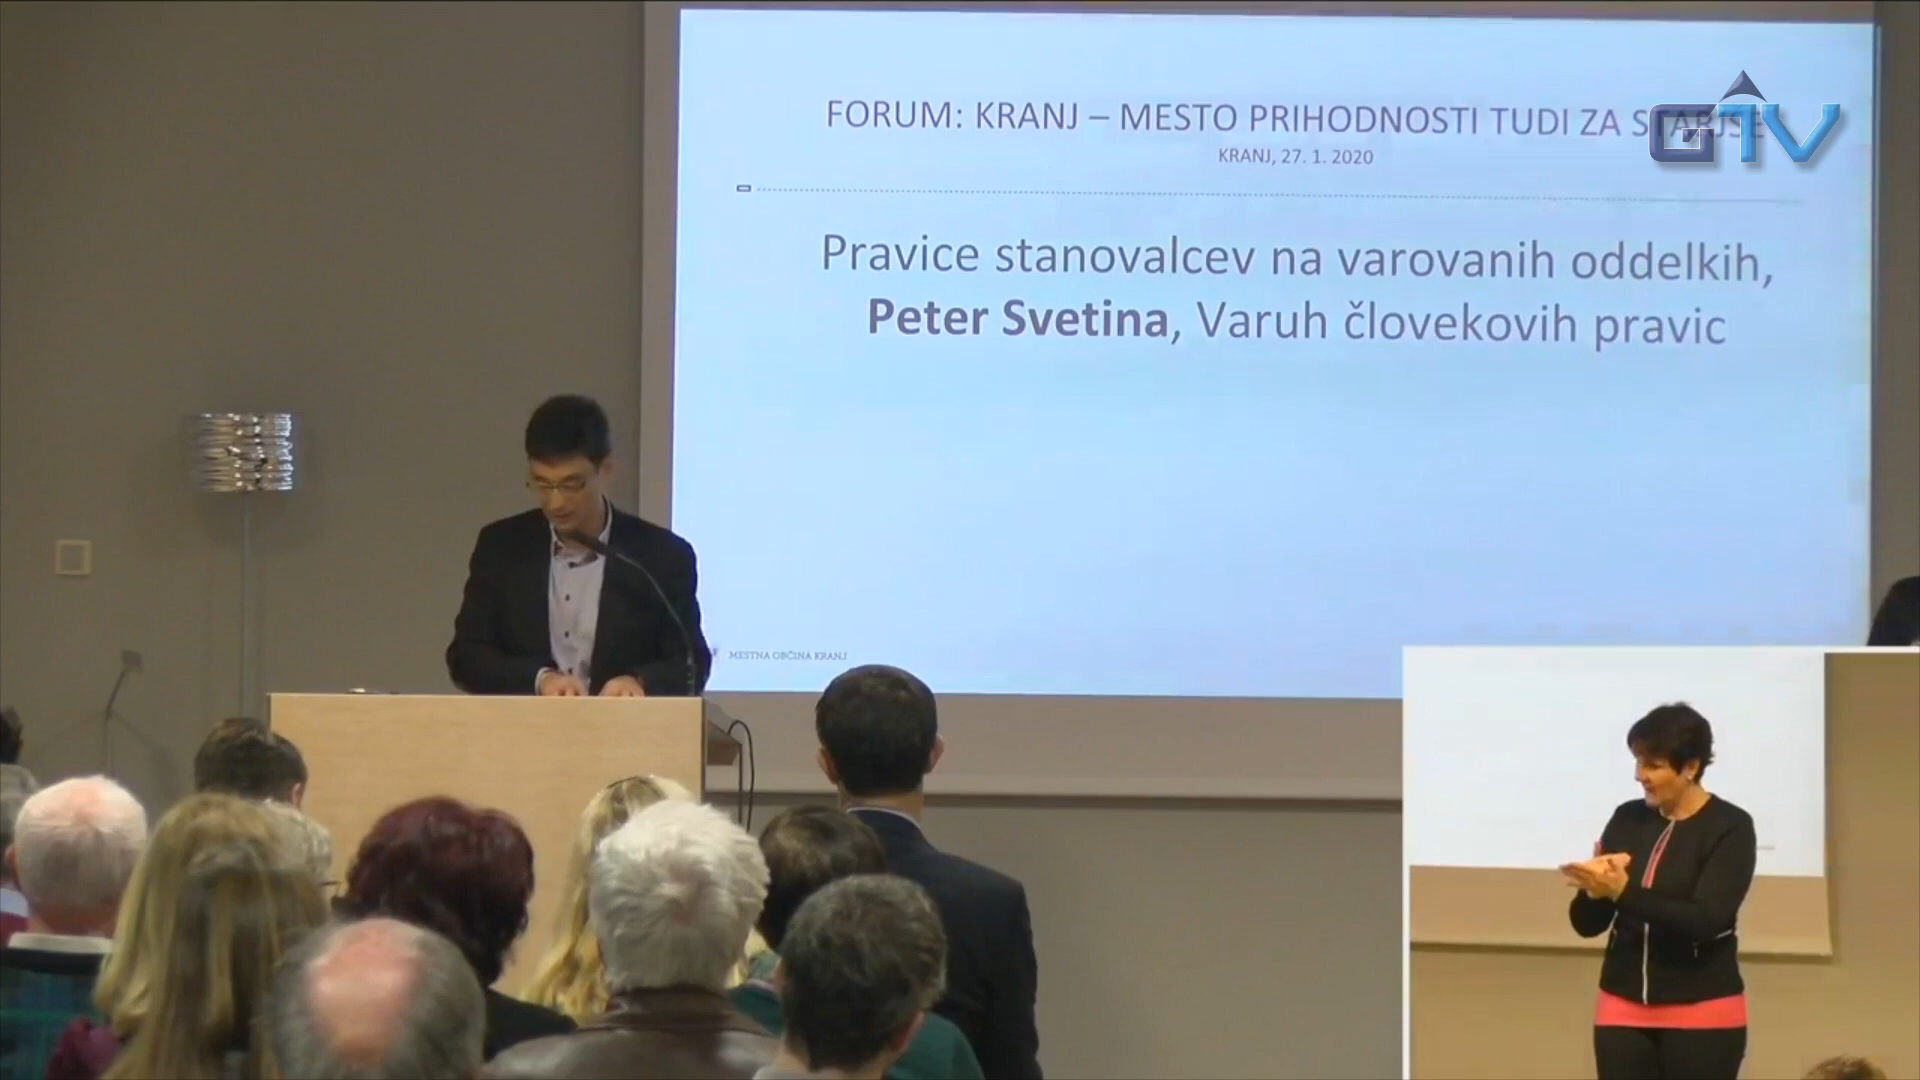 FORUM: KRANJ – MESTO PRIHODNOSTI TUDI ZA STAREJŠE
KRANJ, 27. 1. 2020
GTV
Pravice stanovalcev na varovanih oddelkih,
Peter Svetina, Varuh človekovih pravic
MESTNA OBČINA KRANJ